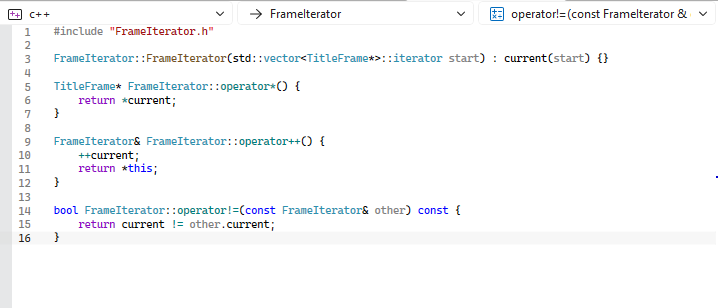 c++ FrameIterator operator!=(const FrameIterator &
1 #include "FrameIterator.h"
2
3 FrameIterator::FrameIterator(std::vector<TitleFrame*>::iterator start) : current(start) {}
4
5 TitleFrame* FrameIterator::operator*() {
6 return *current;
7 }
8
9 FrameIterator& FrameIterator::operator++() {
10 ++current;
11 return *this;
12 }
13
14 bool FrameIterator::operator!=(const FrameIterator& other) const {
15 return current != other.current;
16 }